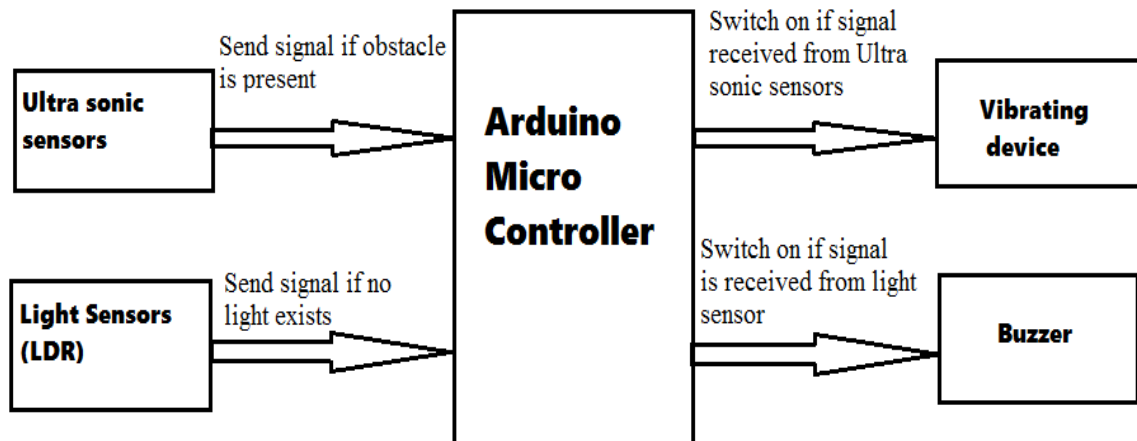 Send signal if obstacle
is present
Ultra sonic
sensors
Arduino
Micro
Controller
Switch on if signal
received from Ultra
sonic sensors
Vibrating
device
Send signal if no
light exists
Light Sensors
(LDR)
Switch on if signal
is received from light
sensor
Buzzer